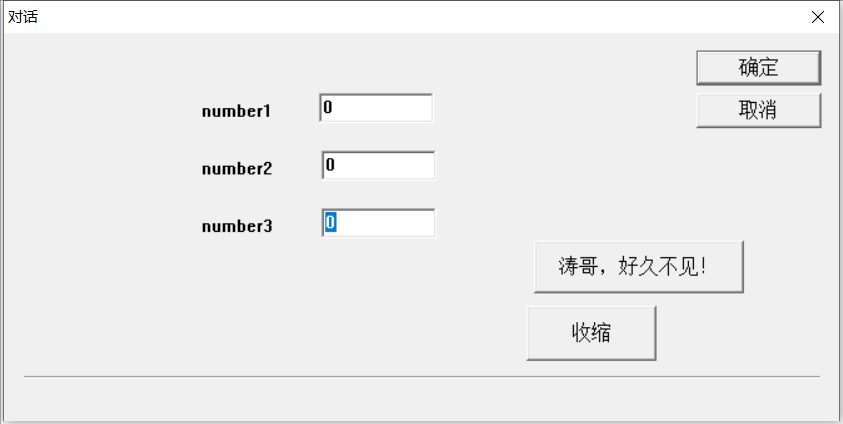 对话
确定
number1 0
取消
number2 0
number3 0
涛哥，好久不见！
收缩